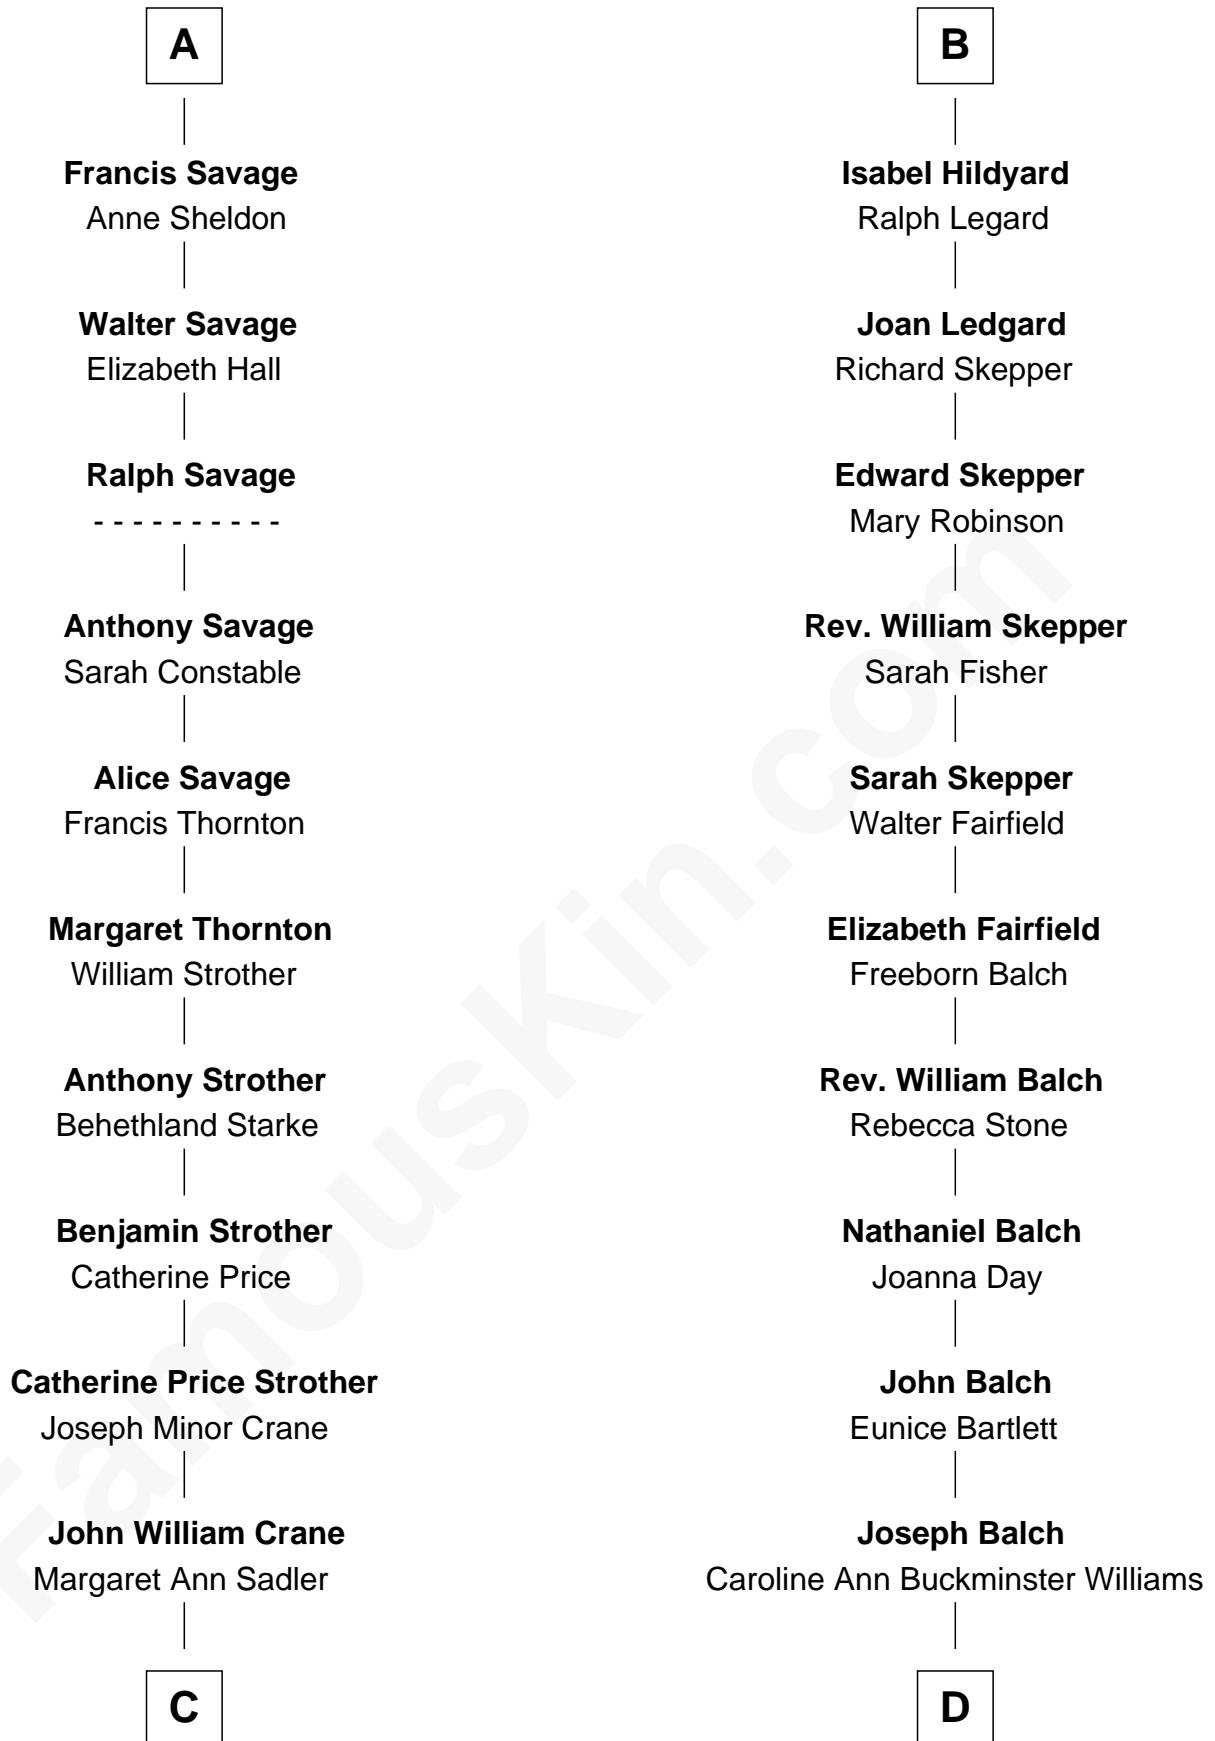 A
Francis Savage
Anne Sheldon
Walter Savage
Elizabeth Hall
Ralph Savage
- - - - - - - - - -
Anthony Savage
Sarah Constable
Alice Savage
Francis Thornton
Margaret Thornton
William Strother
Anthony Strother
Behethland Starke
Benjamin Strother
Catherine Price
Catherine Price Strother
Joseph Minor Crane
John William Crane
Margaret Ann Sadler
C
B
Isabel Hildyard
Ralph Legard
Joan Ledgard
Richard Skepper
Edward Skepper
Mary Robinson
Rev. William Skepper
Sarah Fisher
Sarah Skepper
Walter Fairfield
Elizabeth Fairfield
Freeborn Balch
Rev. William Balch
Rebecca Stone
Nathaniel Balch
Joanna Day
John Balch
Eunice Bartlett
Joseph Balch
Caroline Ann Buckminster Williams
D
FamousKin.com